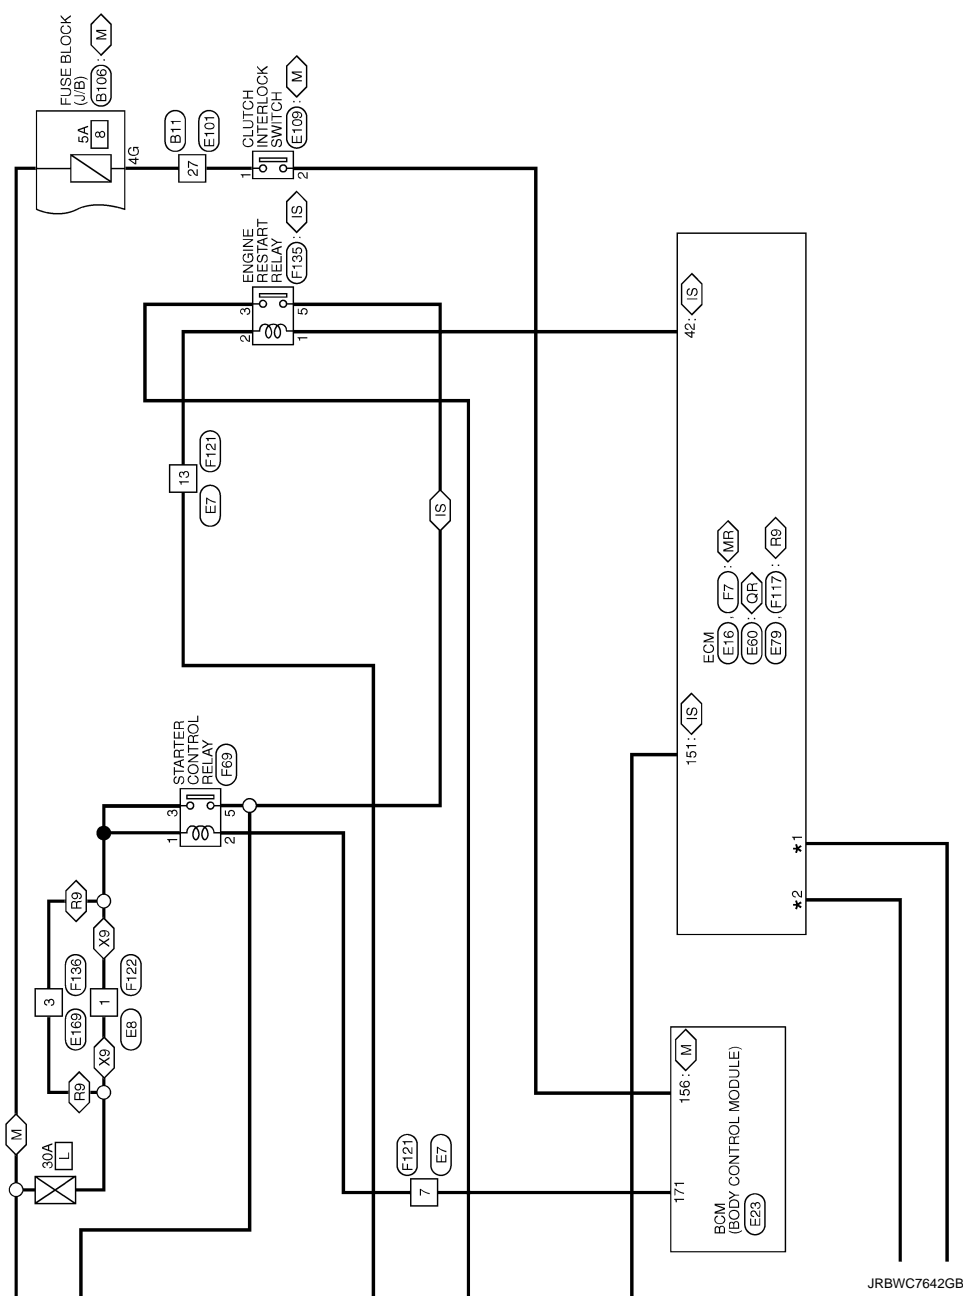 FUSE BLOCK
(J/B)
B106 : M
5A
8
4G
B11
E101
27
CLUTCH
INTERLOCK
SWITCH
E109 : M
1
2
ENGINE
RESTART
RELAY
F135 : IS
3
5
2
1
42 : IS
13
F121
E7
IS
ECM
E16 , F7 : MR
E60 : QR
E79 , F117 : R9
STARTER
CONTROL
RELAY
F69
3
5
1
2
151 : IS
*1
*2
R9
X9
3
F136
E169
1
F122
E8
R9
X9
M
30A
L
F121
E7
7
156 : M
171
BCM
(BODY CONTROL MODULE)
E23
JRBWC7642GB